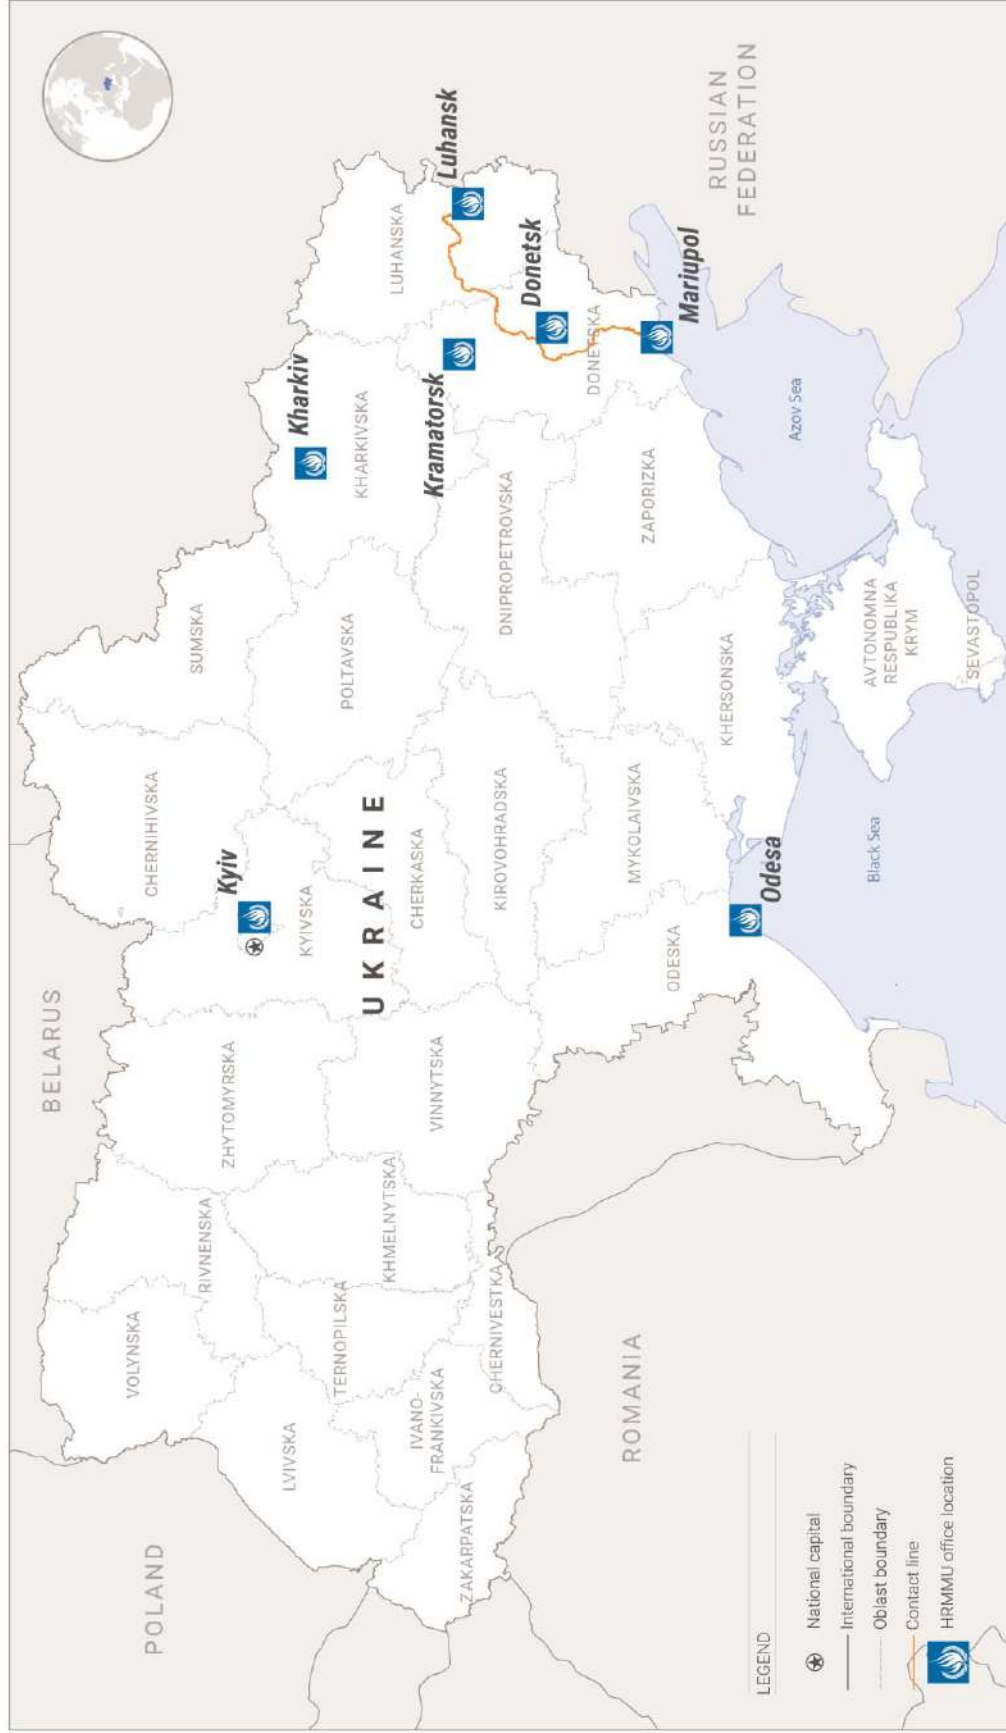 BELARUS
POLAND
RUSSIAN
FEDERATION
ROMANIA
UKRAINE
VOLYNSKA
RIVNENSKA
ZHYTOMYRSKA
CHERNIHIVSKA
SUMSKA
Kyiv
KYIVSKA
Kharkiv
KHARKIVSKA
LUHANSKA
Luhansk
LVIVSKA
TERNOPILSKA
KHMELNYTSKA
VINNYTSKA
CHERKASKA
POLTAVSKA
Kramatorsk
Donetsk
DONETSKA
Mariupol
ZAKARPATSKA
IVANO-
FRANKIVSKA
CHERNIVESTKA
KIROVOHRADSKA
DNIPROPETROVSKA
ZAPORIZKA
MYKOLAIVSKA
ODESKA
Odesa
KHERSONSKA
Azov Sea
Black Sea
AVTONOMNA
RESPUBLIKA
KRYM
SEVASTOPOL
LEGEND
National capital
International boundary
Oblast boundary
Contact line
HRMMU office location